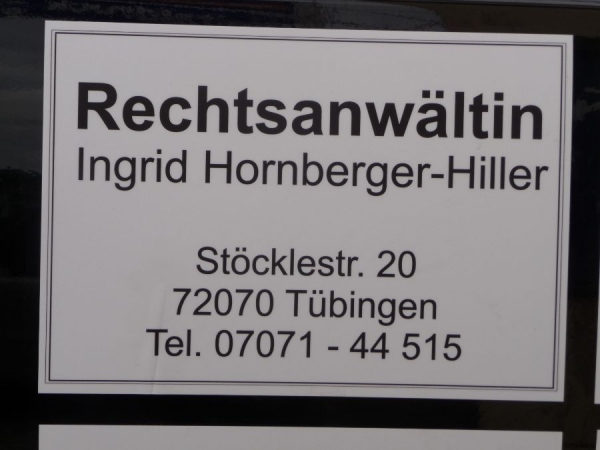 Rechtsanwältin
Ingrid Hornberger-Hiller
Stöcklestr. 20
72070 Tübingen
Tel. 07071 - 44 515